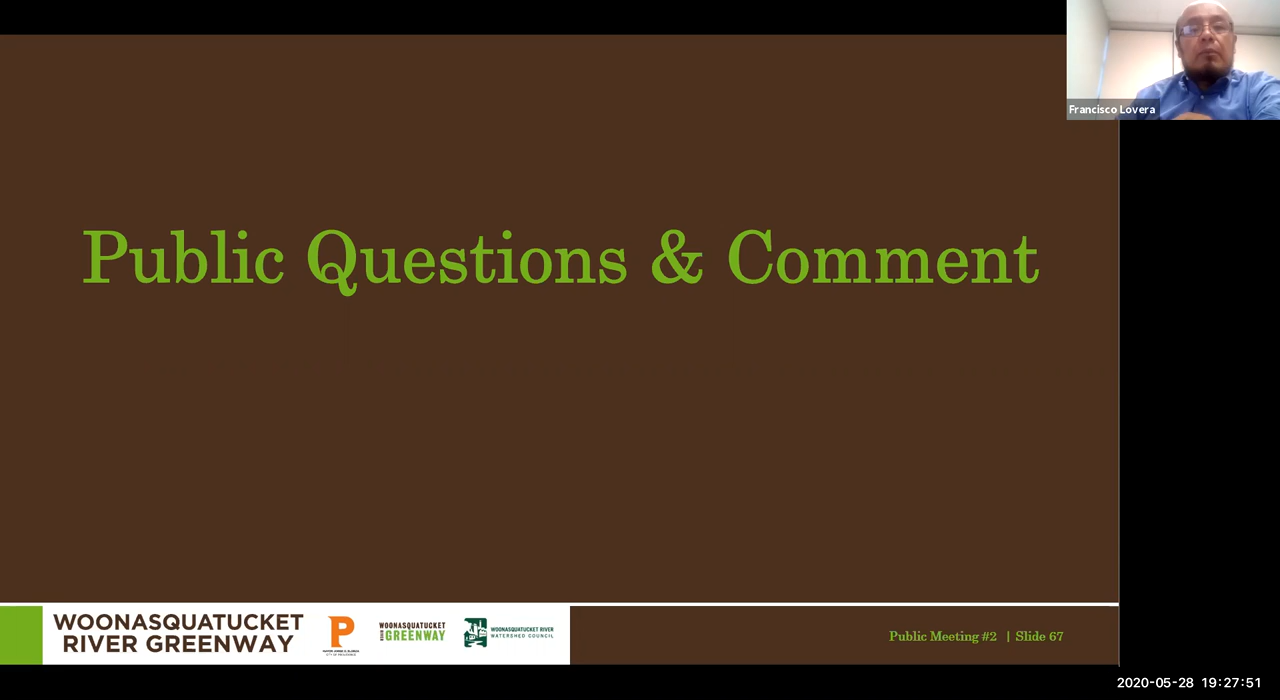 Francisco Lovera
Public Questions & Comment
WOONASQUATUCKET
RIVER GREENWAY
P
WOONASQUATUCKET
RIVER
GREENWAY
WOONASQUATUCKET RIVER
WATERSHED COUNCIL
Public Meeting #2 | Slide 67
2020-05-28 19:27:51